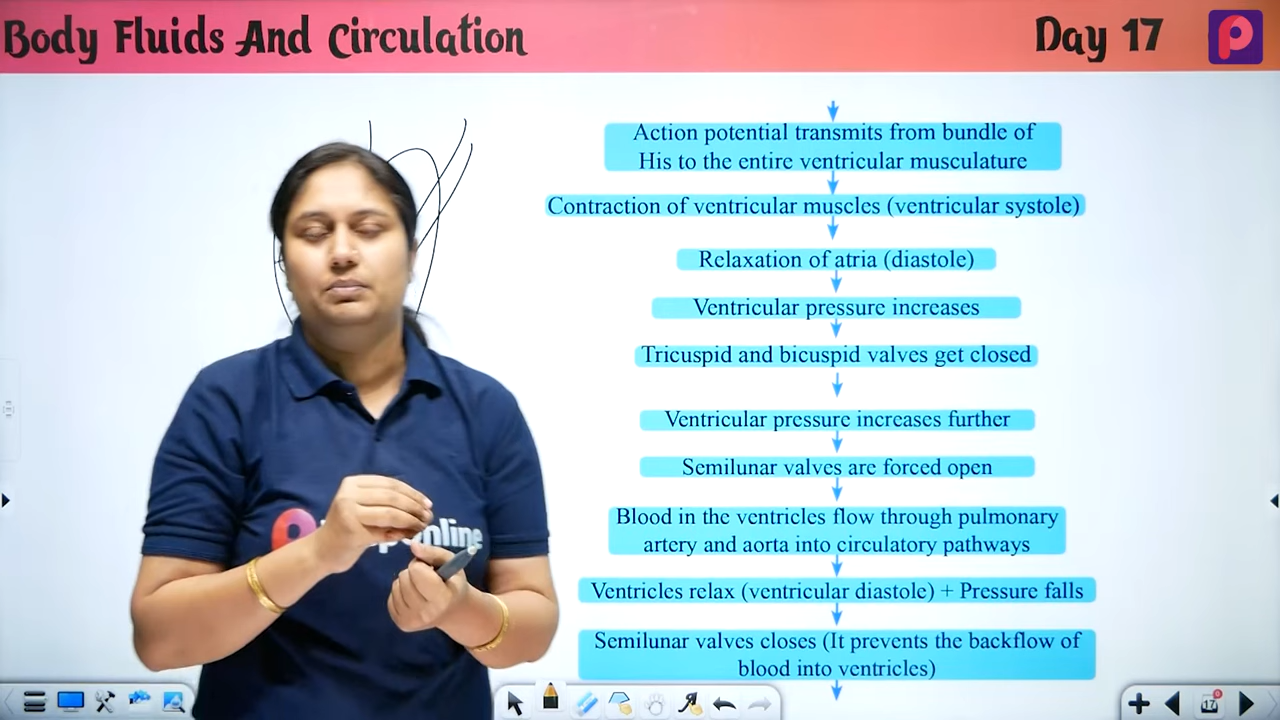 Body Fluids And Circulation
Day 17
Action potential transmits from bundle of
His to the entire ventricular musculature
Contraction of ventricular muscles (ventricular systole)
Relaxation of atria (diastole)
Ventricular pressure increases
Tricuspid and bicuspid valves get closed
Ventricular pressure increases further
Semilunar valves are forced open
Blood in the ventricles flow through pulmonary
artery and aorta into circulatory pathways
Ventricles relax (ventricular diastole) + Pressure falls
Semilunar valves closes (It prevents the backflow of
blood into ventricles)
17